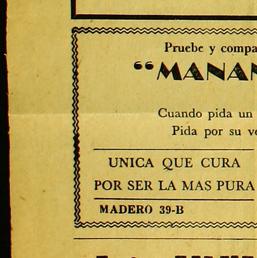 Pruebe y compa
“MANAN
Cuando pida un
Pida por su ve
UNICA QUE CURA
POR SER LA MAS PURA
MADERO 39-B